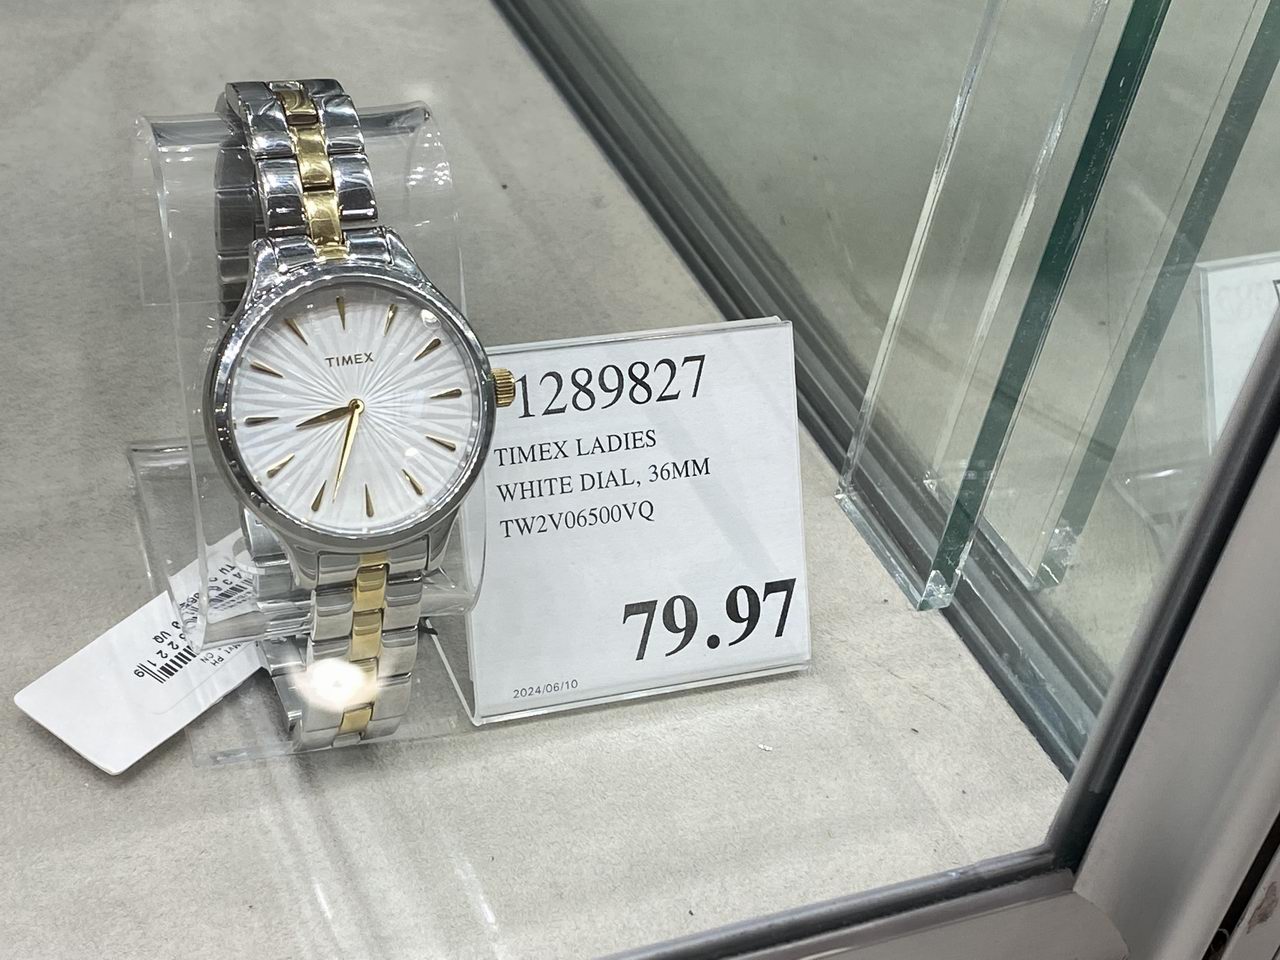 TIMEX
1289827
TIMEX LADIES
WHITE DIAL, 36MM
TW2V06500VQ
79.97
2024/06/10